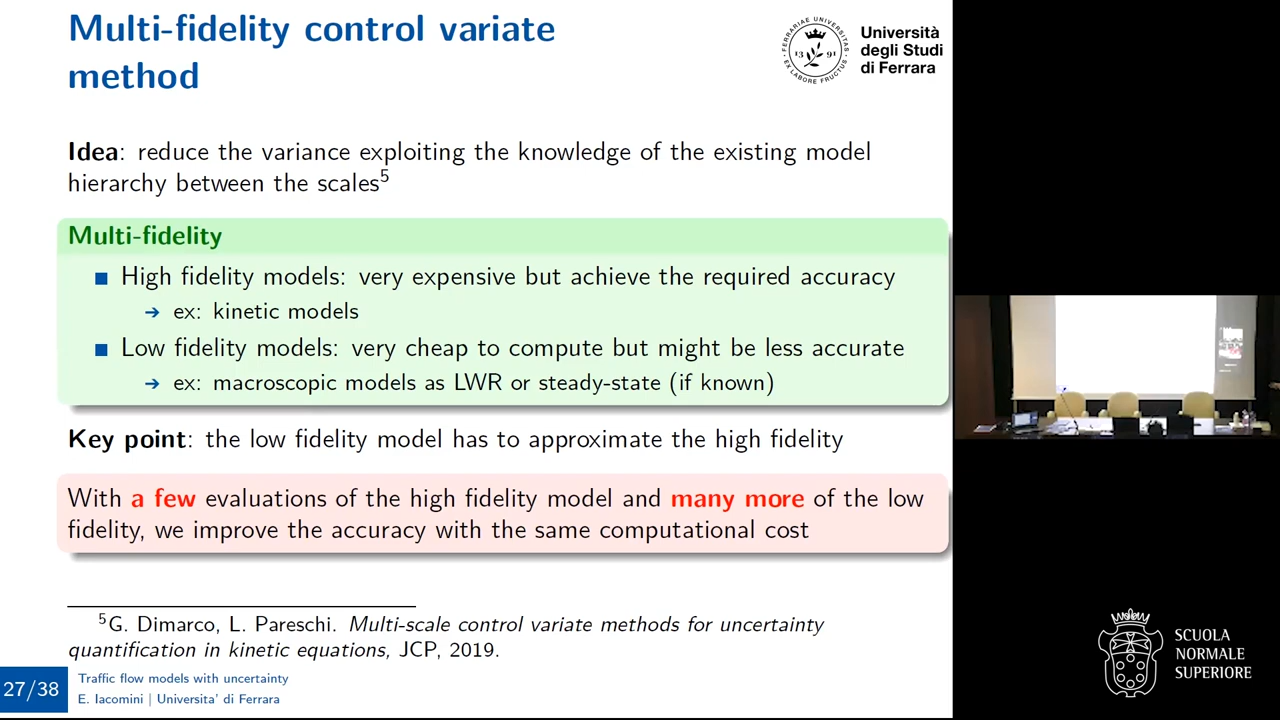 Multi-fidelity control variate
method
Università
degli Studi
di Ferrara
Idea: reduce the variance exploiting the knowledge of the existing model
hierarchy between the scales5
Multi-fidelity
High fidelity models: very expensive but achieve the required accuracy
→ ex: kinetic models
Low fidelity models: very cheap to compute but might be less accurate
→ ex: macroscopic models as LWR or steady-state (if known)
Key point: the low fidelity model has to approximate the high fidelity
With a few evaluations of the high fidelity model and many more of the low
fidelity, we improve the accuracy with the same computational cost
5G. Dimarco, L. Pareschi. Multi-scale control variate methods for uncertainty
quantification in kinetic equations, JCP, 2019.
27/38
Traffic flow models with uncertainty
E. Iacomini | Universita' di Ferrara
SCUOLA
NORMALE
SUPERIORE